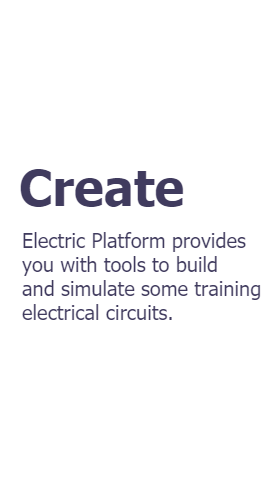 Create
Electric Platform provides
you with tools to build
and simulate some training
electrical circuits.